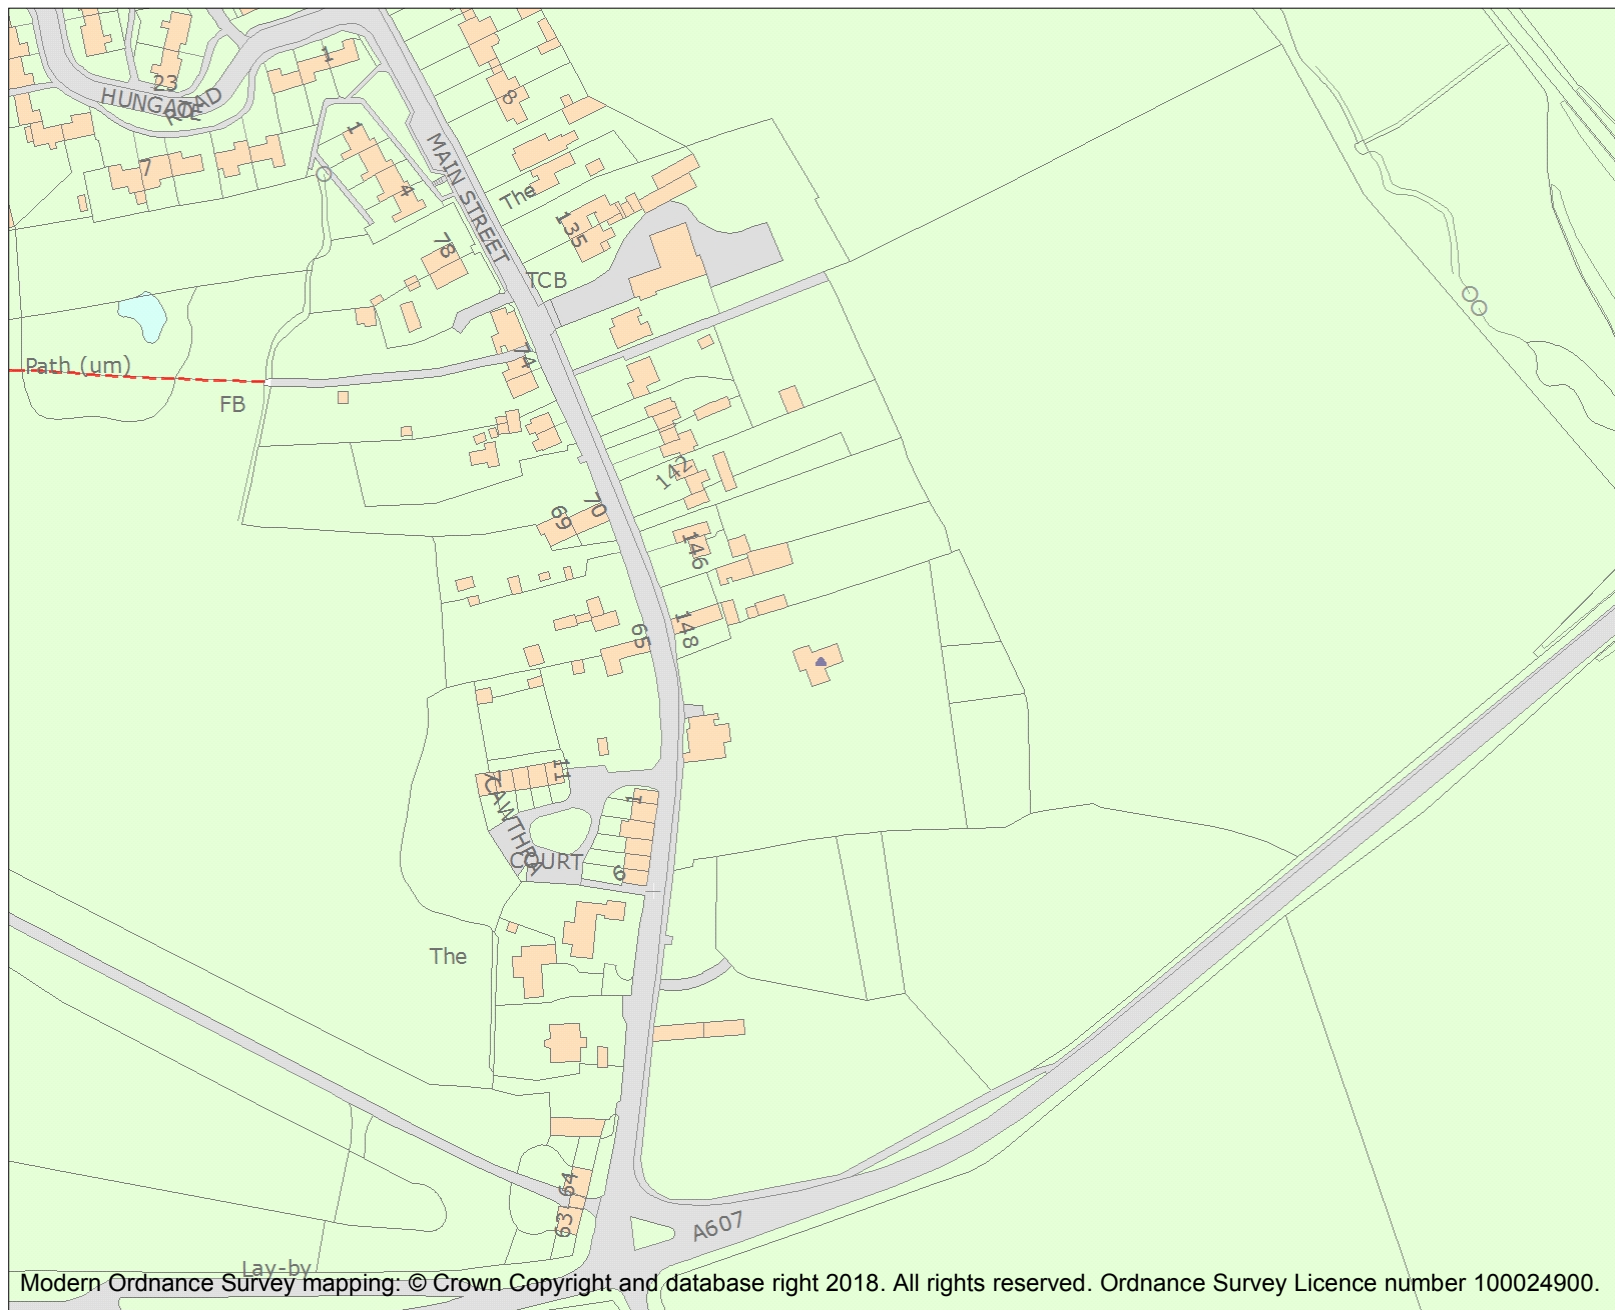 23
1
HUNGATE
ROAD
8
1
7
4
MAIN STREET
The
135
78
TCB
74
Path (um)
FB
142
70
69
146
148
65
11
7
CAWTHRA
COURT
1
6
The
64
63
A607
Lay-by
Modern Ordnance Survey mapping: © Crown Copyright and database right 2018. All rights reserved. Ordnance Survey Licence number 100024900.